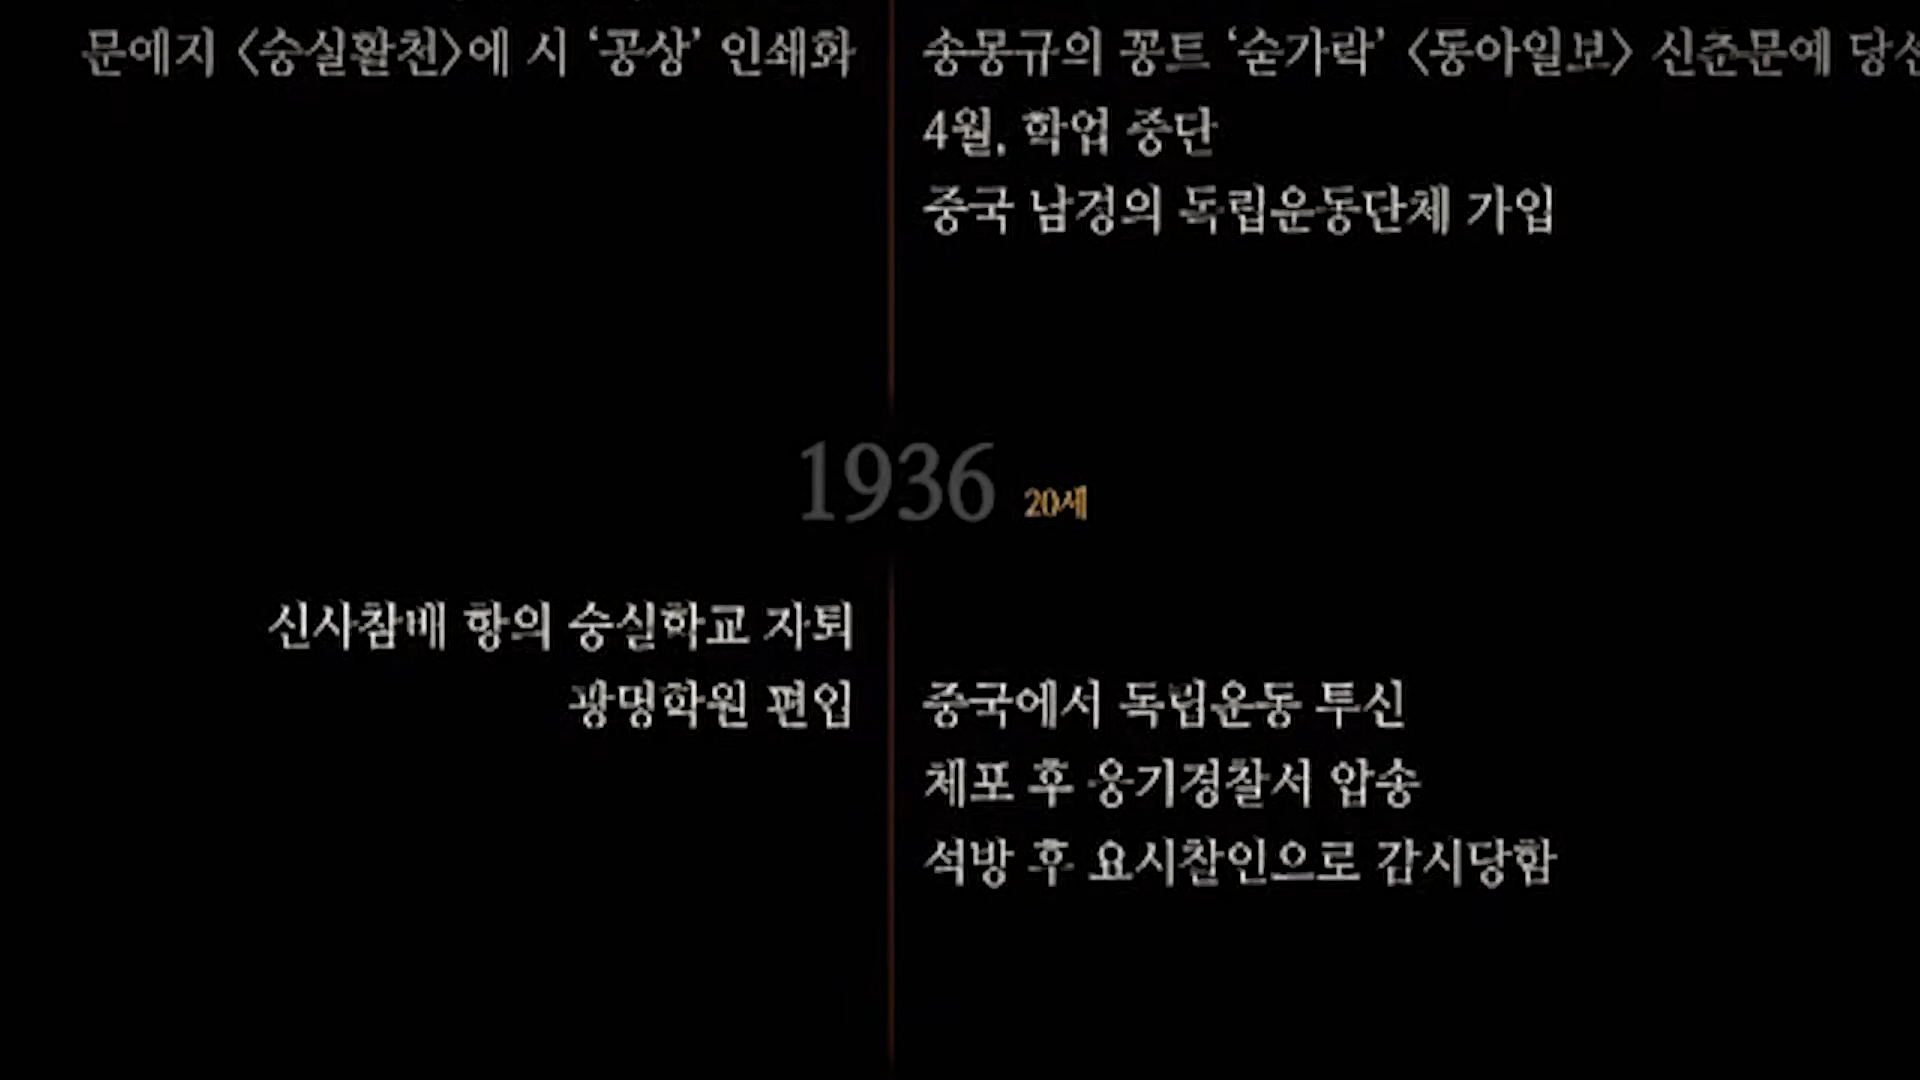 문예지 〈숭실활천〉에 시 ‘공상’ 인쇄화
송몽규의 꽁트 ‘숟가락’ 〈동아일보〉 신춘문예 당선
4월, 학업 중단
중국 남경의 독립운동단체 가입
1936 20세
신사참배 항의 숭실학교 자퇴
광명학원 편입
중국에서 독립운동 투신
체포 후 웅기경찰서 압송
석방 후 요시찰인으로 감시당함